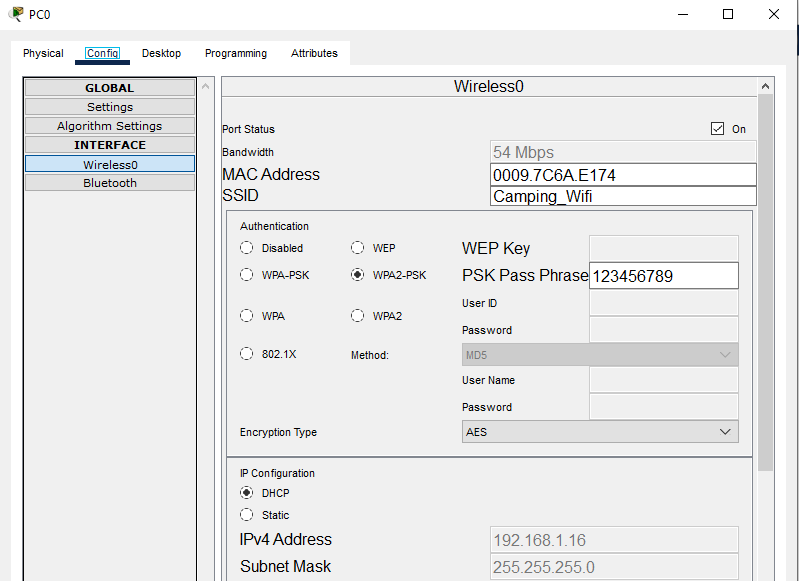 PC0
Physical Config Desktop Programming Attributes
GLOBAL
Settings
Algorithm Settings
INTERFACE
Wireless0
Bluetooth
Wireless0
Port Status On
Bandwidth 54 Mbps
MAC Address 0009.7C6A.E174
SSID Camping_Wifi
Authentication
Disabled WEP WEP Key
WPA-PSK WPA2-PSK PSK Pass Phrase 123456789
User ID
WPA WPA2
Password
802.1X Method: MD5
User Name
Password
Encryption Type AES
IP Configuration
DHCP
Static
IPv4 Address 192.168.1.16
Subnet Mask 255.255.255.0